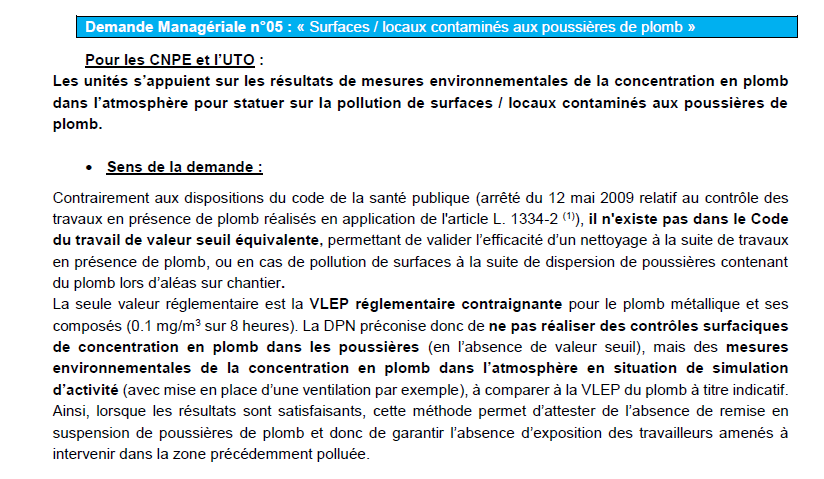 Demande Managériale n°05 : « Surfaces / locaux contaminés aux poussières de plomb »
Pour les CNPE et l'UTO :
Les unités s'appuient sur les résultats de mesures environnementales de la concentration en plomb
dans l'atmosphère pour statuer sur la pollution de surfaces / locaux contaminés aux poussières de
plomb.
• Sens de la demande :
Contrairement aux dispositions du code de la santé publique (arrêté du 12 mai 2009 relatif au contrôle des
travaux en présence de plomb réalisés en application de l'article L. 1334-2 (1)), il n'existe pas dans le Code
du travail de valeur seuil équivalente, permettant de valider l'efficacité d'un nettoyage à la suite de travaux
en présence de plomb, ou en cas de pollution de surfaces à la suite de dispersion de poussières contenant
du plomb lors d'aléas sur chantier.
La seule valeur réglementaire est la VLEP réglementaire contraignante pour le plomb métallique et ses
composés (0.1 mg/m³ sur 8 heures). La DPN préconise donc de ne pas réaliser des contrôles surfaciques
de concentration en plomb dans les poussières (en l'absence de valeur seuil), mais des mesures
environnementales de la concentration en plomb dans l'atmosphère en situation de simulation
d'activité (avec mise en place d'une ventilation par exemple), à comparer à la VLEP du plomb à titre indicatif.
Ainsi, lorsque les résultats sont satisfaisants, cette méthode permet d'attester de l'absence de remise en
suspension de poussières de plomb et donc de garantir l'absence d'exposition des travailleurs amenés à
intervenir dans la zone précédemment polluée.